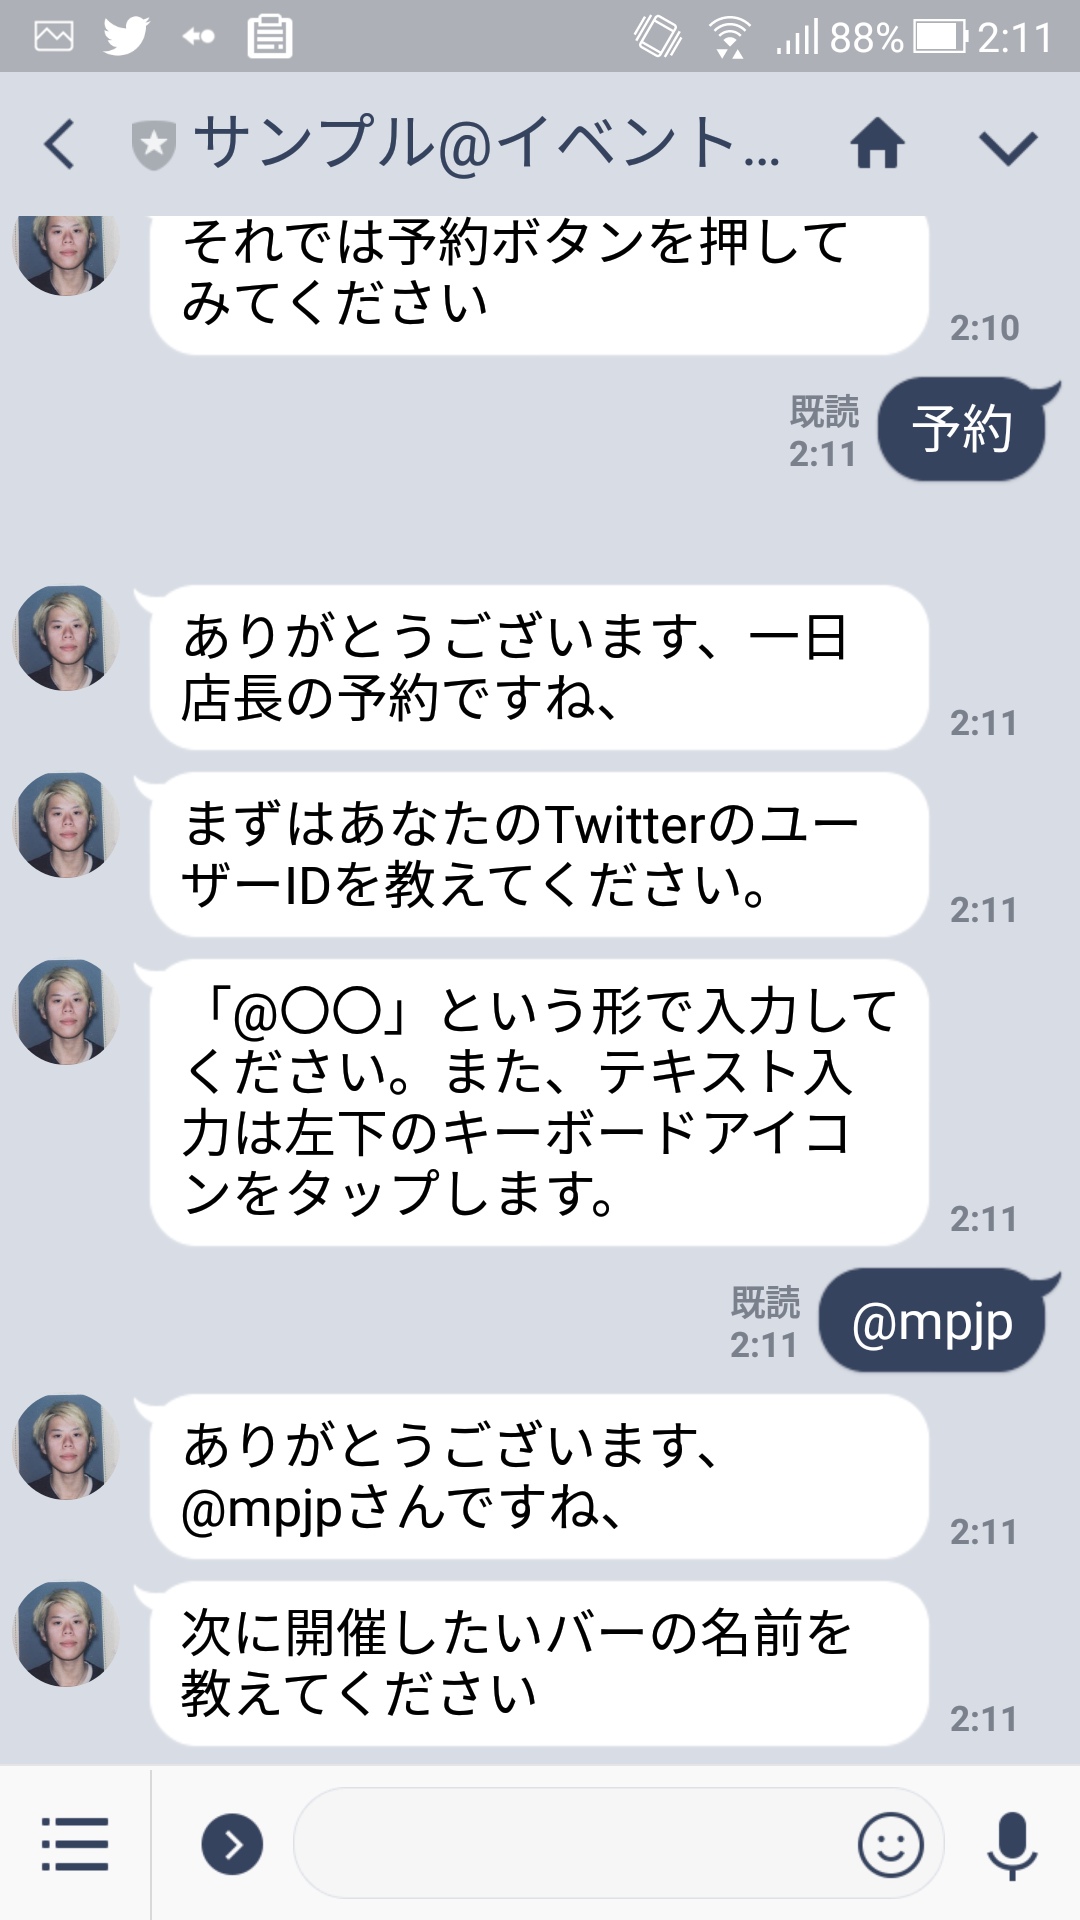 88% 2:11
サンプル@イベント...
それでは予約ボタンを押して
みてください
2:10
既読
2:11
予約
ありがとうございます、一日
店長の予約ですね、
2:11
まずはあなたのTwitterのユー
ザーIDを教えてください。
2:11
「@〇〇」という形で入力して
ください。また、テキスト入
力は左下のキーボードアイコ
ンをタップします。
2:11
既読
2:11
@mpjp
ありがとうございます、
@mpjpさんですね、
2:11
次に開催したいバーの名前を
教えてください
2:11